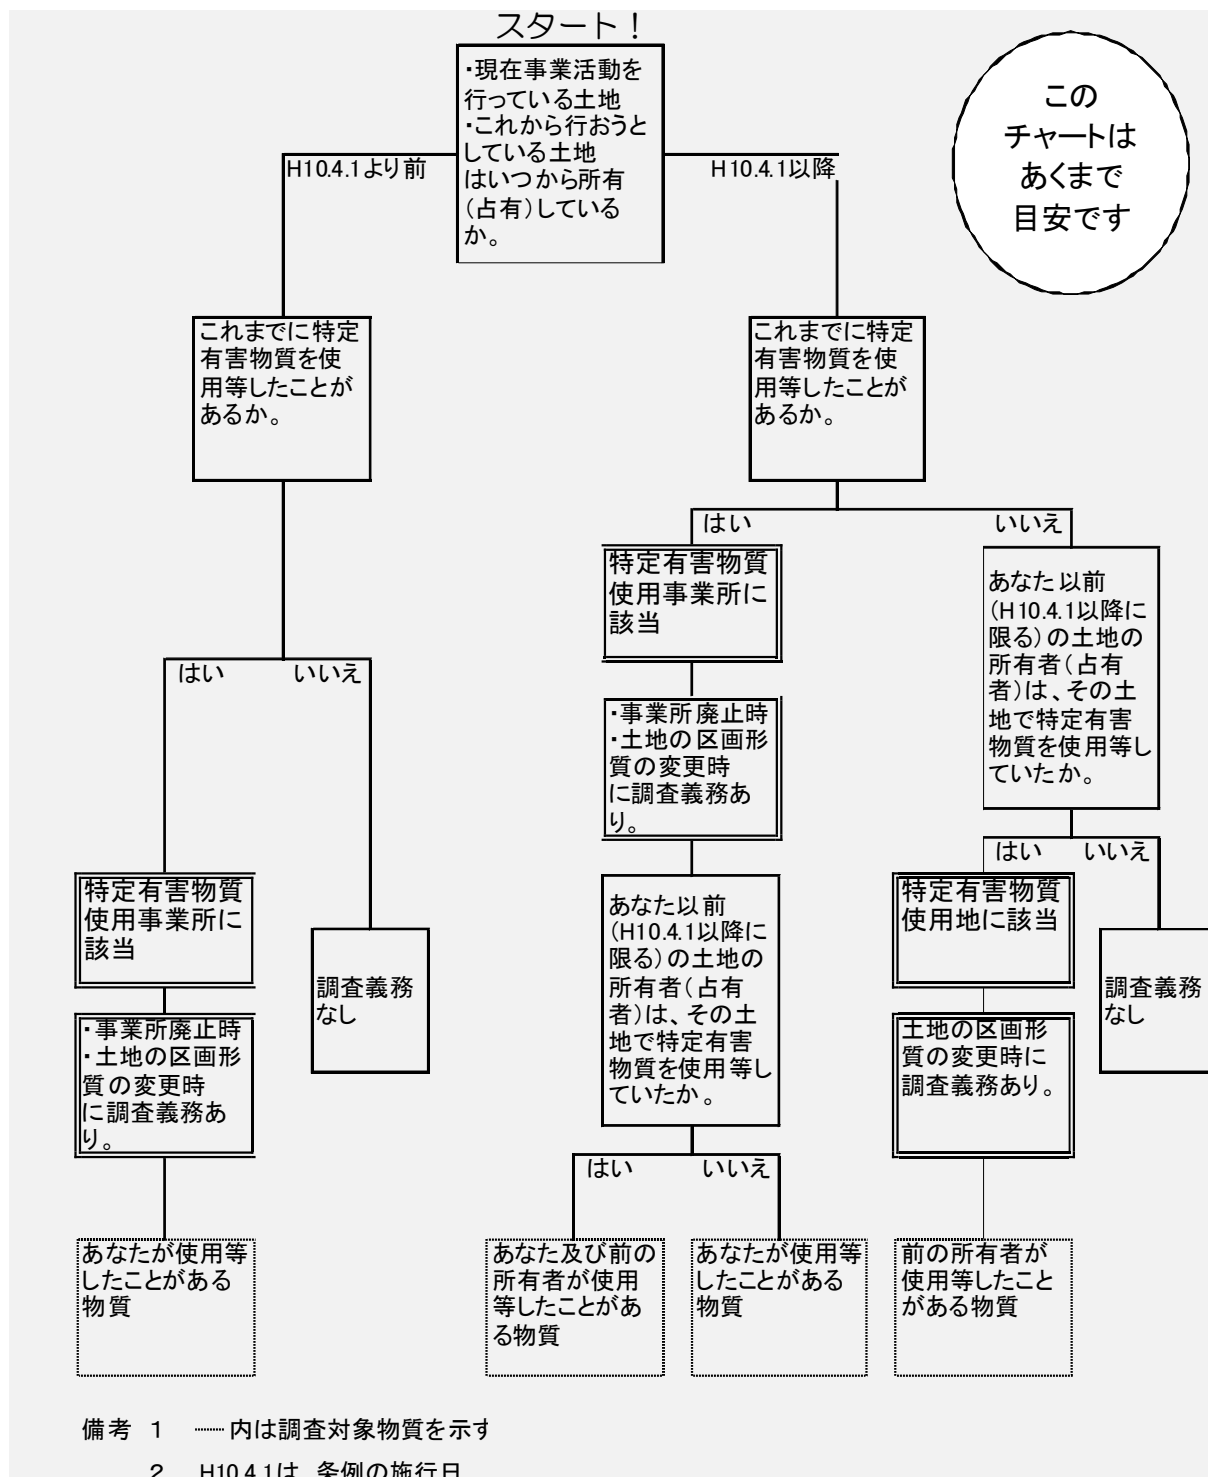 スタート！
・現在事業活動を
行っている土地
・これから行おうと
している土地
はいつから所有
（占有）している
か。
この
チャートは
あくまで
目安です
H10.4.1より前
H10.4.1以降
これまでに特定
有害物質を使
用等したことが
あるか。
これまでに特定
有害物質を使
用等したことが
あるか。
はい
いいえ
特定有害物質
使用事業所に
該当
あなた以前
（H10.4.1以降に
限る）の土地の
所有者（占有
者）は、その土
地で特定有害
物質を使用等し
ていたか。
はい
いいえ
・事業所廃止時
・土地の区画形
質の変更時
に調査義務あ
り。
はい
いいえ
特定有害物質
使用事業所に
該当
調査義務
なし
あなた以前
（H10.4.1以降に
限る）の土地の
所有者（占有
者）は、その土
地で特定有害
物質を使用等し
ていたか。
特定有害物質
使用地に該当
調査義務
なし
・事業所廃止時
・土地の区画形
質の変更時
に調査義務あ
り。
土地の区画形
質の変更時に
調査義務あり。
はい
いいえ
あなたが使用等
したことがある
物質
あなた及び前の
所有者が使用
等したことがあ
る物質
あなたが使用等
したことがある
物質
前の所有者が
使用等したこと
がある物質
備考 1 ┈┈内は調査対象物質を示す
2 H10.4.1は、条例の施行日